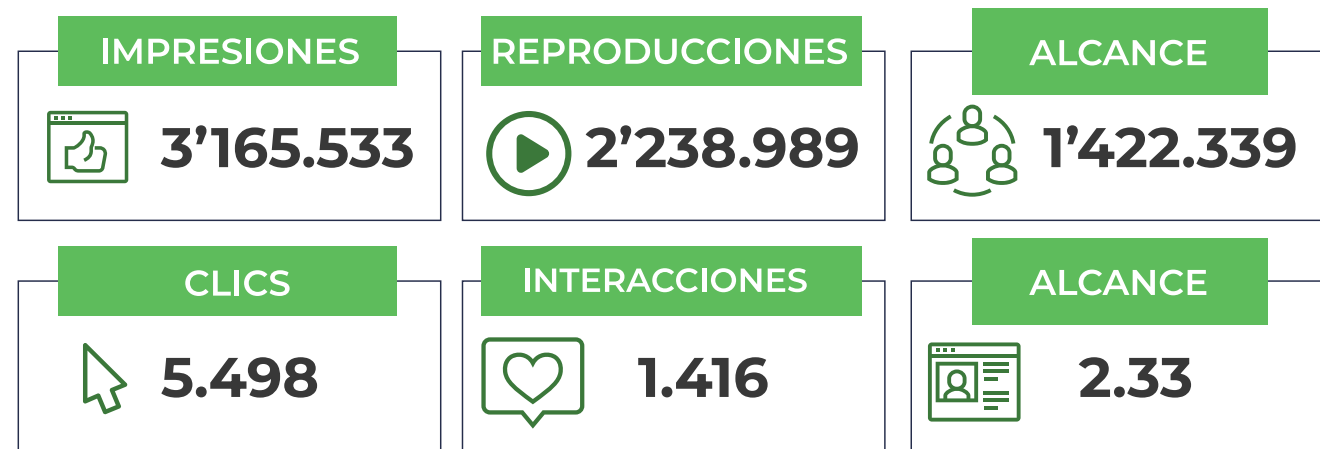 IMPRESIONES
3’165.533
REPRODUCCIONES
2’238.989
ALCANCE
1’422.339
CLICS
5.498
INTERACCIONES
1.416
ALCANCE
2.33